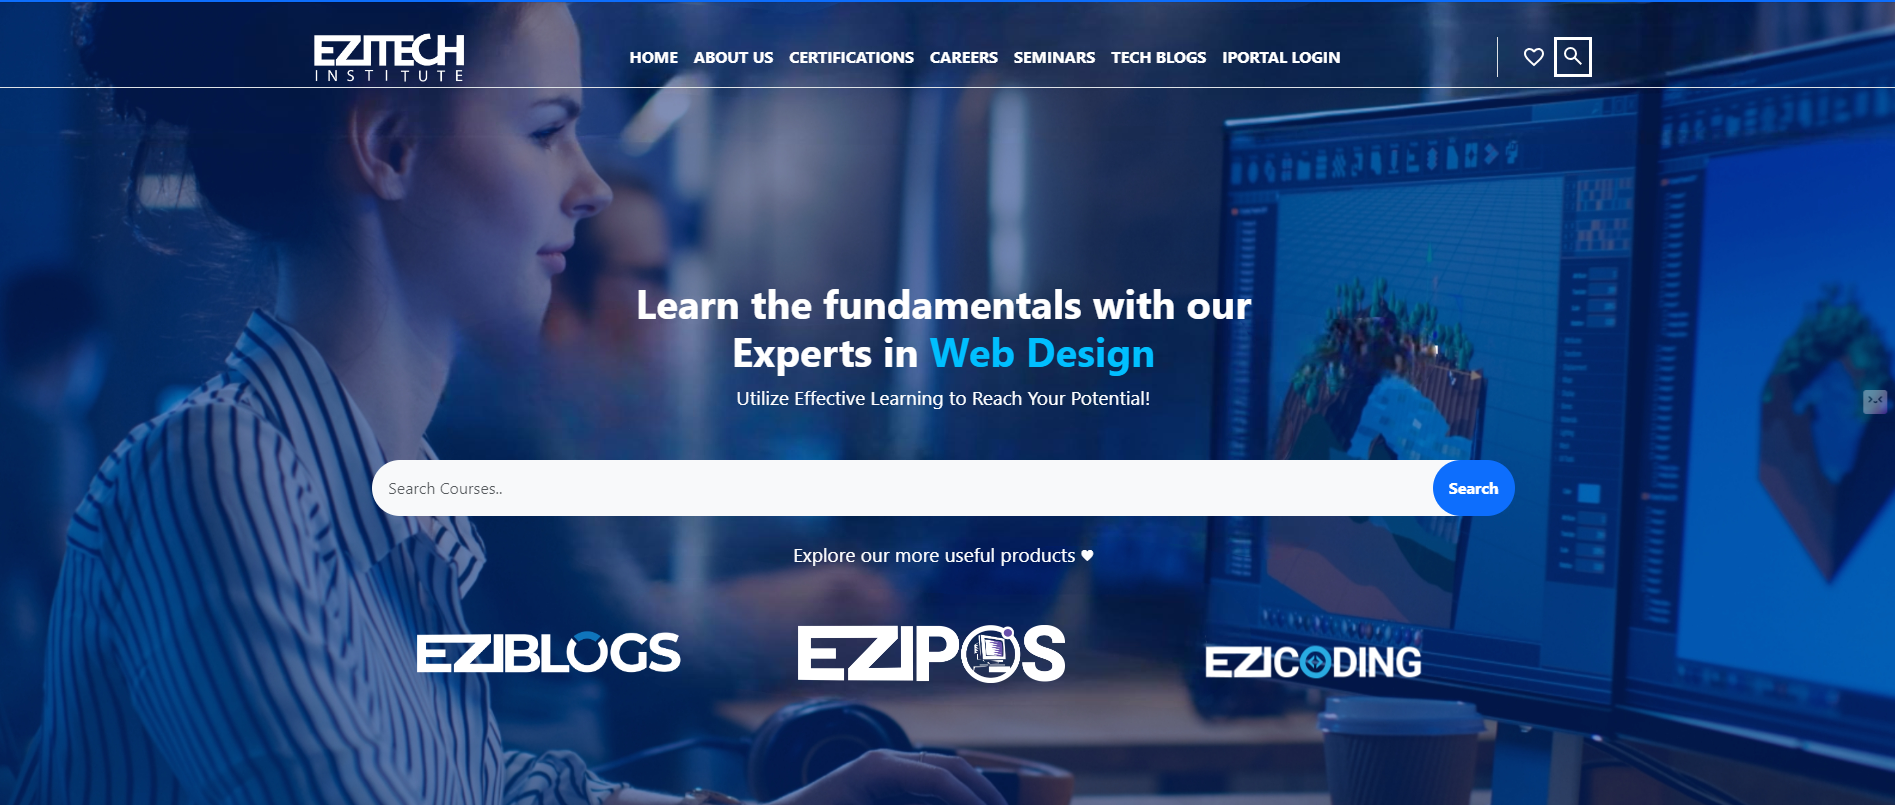 EZITECH
INSTITUTE
HOME ABOUT US CERTIFICATIONS CAREERS SEMINARS TECH BLOGS IPORTAL LOGIN
Learn the fundamentals with our
Experts in Web Design
Utilize Effective Learning to Reach Your Potential!
Search Courses..
Search
Explore our more useful products
EZIBLOGS
EZIPOS
EZICODING